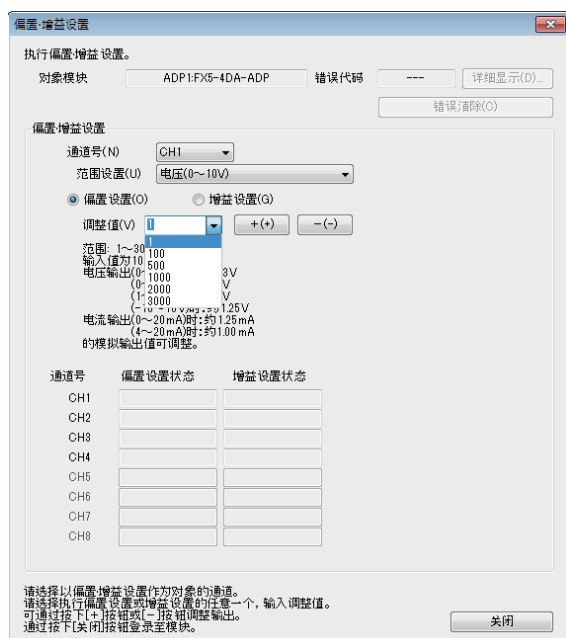 偏置·增益设置
执行偏置·增益设置。
对象模块 ADP1:FX5-4DA-ADP 错误代码 --- 详细显示(D)...
错误清除(C)
偏置·增益设置
通道号(N) CH1
范围设置(U) 电压(0～10V)
偏置设置(O) 增益设置(G)
调整值(V) 1 +(+) -(-)
1
100
500
1000
2000
3000
范围: 1～30
输入值为10
电压输出(0 3V
(0 V
(1 V
(-10 10V)时:约1.25V
电流输出(0～20mA)时:约1.25mA
(4～20mA)时:约1.00mA
的模拟输出值可调整。
通道号 偏置设置状态 增益设置状态
CH1
CH2
CH3
CH4
CH5
CH6
CH7
CH8
请选择以偏置·增益设置作为对象的通道。
请选择执行偏置设置或增益设置的任意一个, 输入调整值。
可通过按下[+]按钮或[-]按钮调整输出。
通过按下[关闭]按钮登录至模块。
关闭